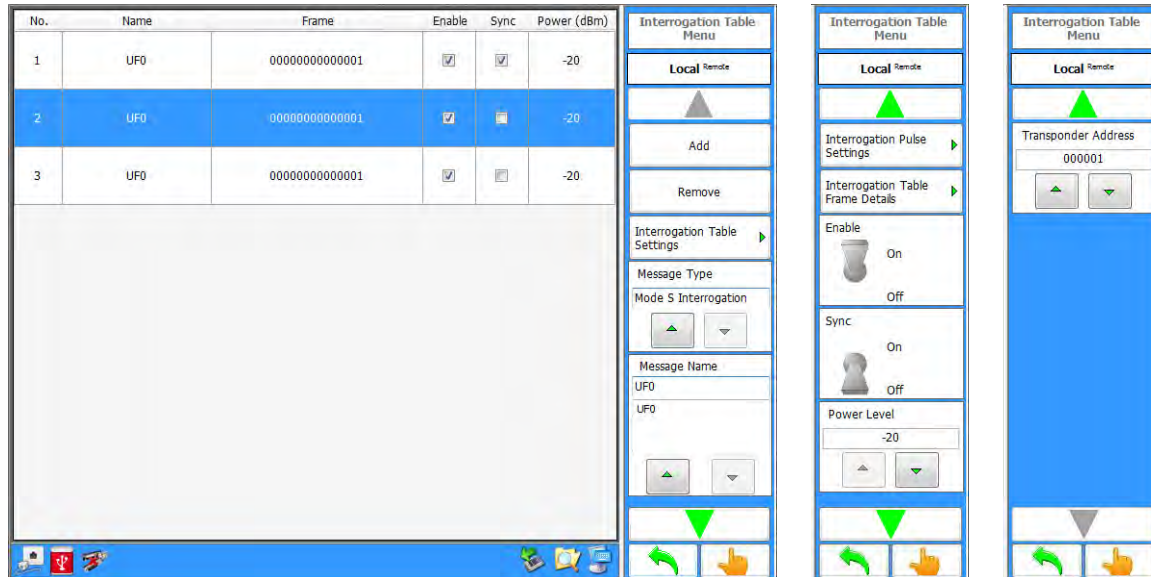 No. Name Frame Enable Sync Power (dBm)
1 UF0 00000000000001 -20
2 UF0 00000000000001 -20
3 UF0 00000000000001 -20
Interrogation Table
Menu
Local Remote
Add
Remove
Interrogation Table
Settings
Message Type
Mode S Interrogation
Message Name
UF0
UF0
Interrogation Table
Menu
Local Remote
Interrogation Pulse
Settings
Interrogation Table
Frame Details
Enable
On
Off
Sync
On
Off
Power Level
-20
Interrogation Table
Menu
Local Remote
Transponder Address
000001